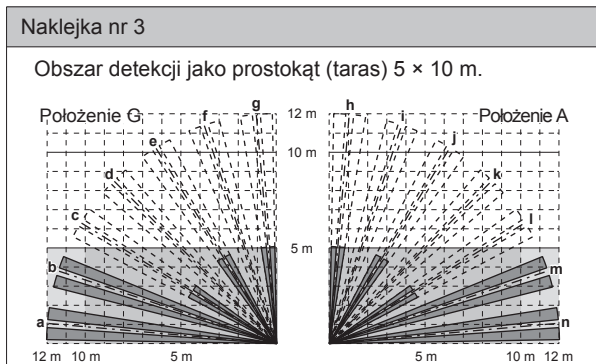 Naklejka nr 3
Obszar detekcji jako prostokąt (taras) 5 × 10 m.
Położenie G
Położenie A
g
h
f
i
e
j
d
k
c
l
b
m
a
n
12 m
10 m
5 m
12 m 10 m 5 m
5 m 10 m 12 m